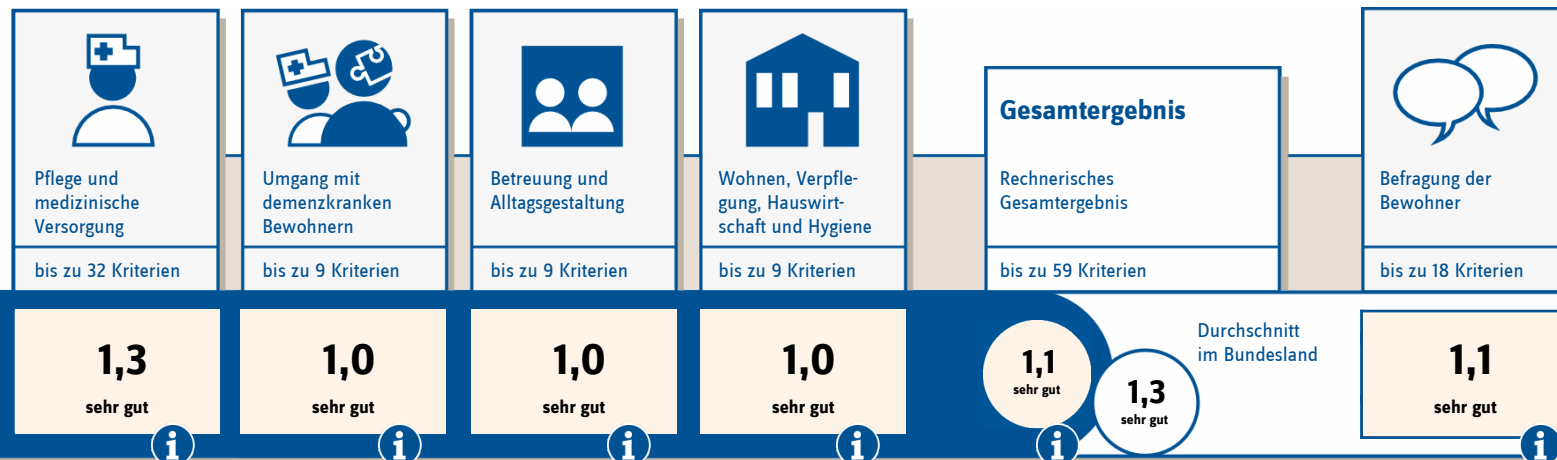 Pflege und
medizinische
Versorgung
bis zu 32 Kriterien
1,3
sehr gut
i
Umgang mit
demenzkranken
Bewohnern
bis zu 9 Kriterien
1,0
sehr gut
i
Betreuung und
Alltagsgestaltung
bis zu 9 Kriterien
1,0
sehr gut
i
Wohnen, Verpfle-
gung, Hauswirt-
schaft und Hygiene
bis zu 9 Kriterien
1,0
sehr gut
i
Gesamtergebnis
Rechnerisches
Gesamtergebnis
bis zu 59 Kriterien
1,1
sehr gut
i
Durchschnitt
im Bundesland
1,3
sehr gut
Befragung der
Bewohner
bis zu 18 Kriterien
1,1
sehr gut
i